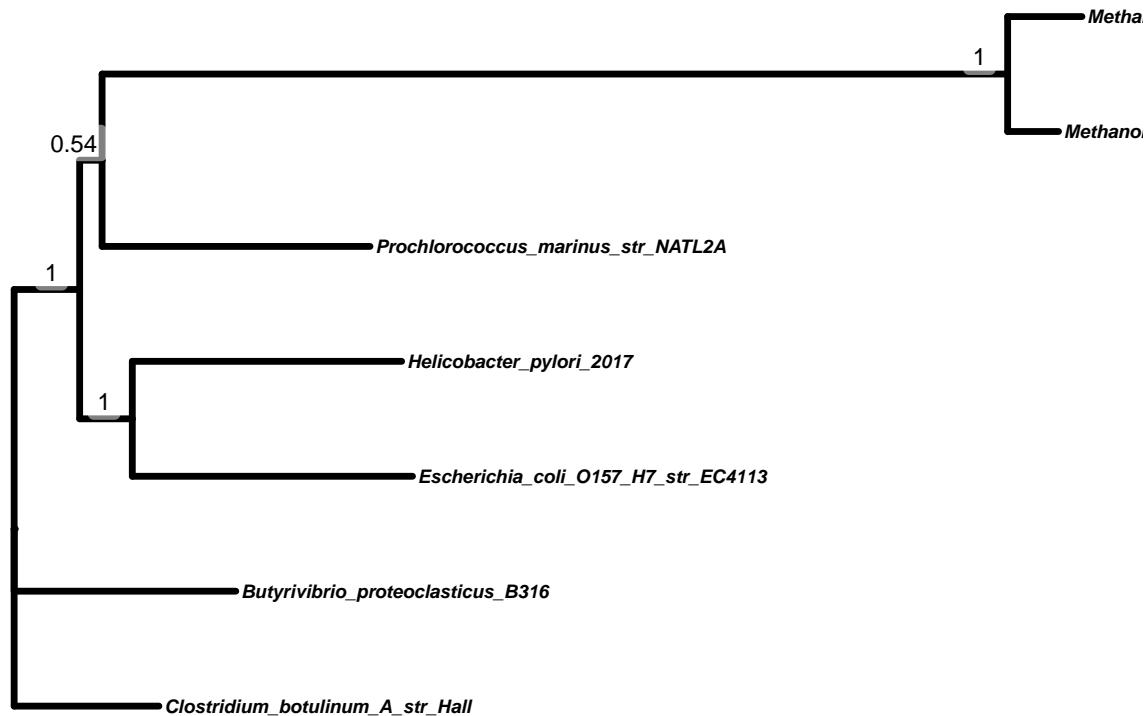 Metha
1
0.54
Methano
Prochlorococcus_marinus_str_NATL2A
1
Helicobacter_pylori_2017
1
Escherichia_coli_O157_H7_str_EC4113
Butyrivibrio_proteoclasticus_B316
Clostridium_botulinum_A_str_Hall